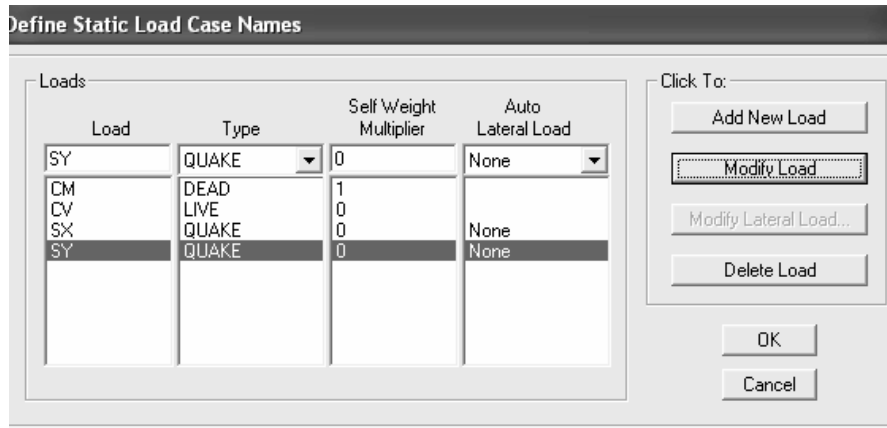 Define Static Load Case Names
Loads
Load Type Self Weight Multiplier Auto Lateral Load
SY QUAKE 0 None
CM DEAD 1
CV LIVE 0
SX QUAKE 0 None
SY QUAKE 0 None
Click To:
Add New Load
Modify Load
Modify Lateral Load...
Delete Load
OK
Cancel